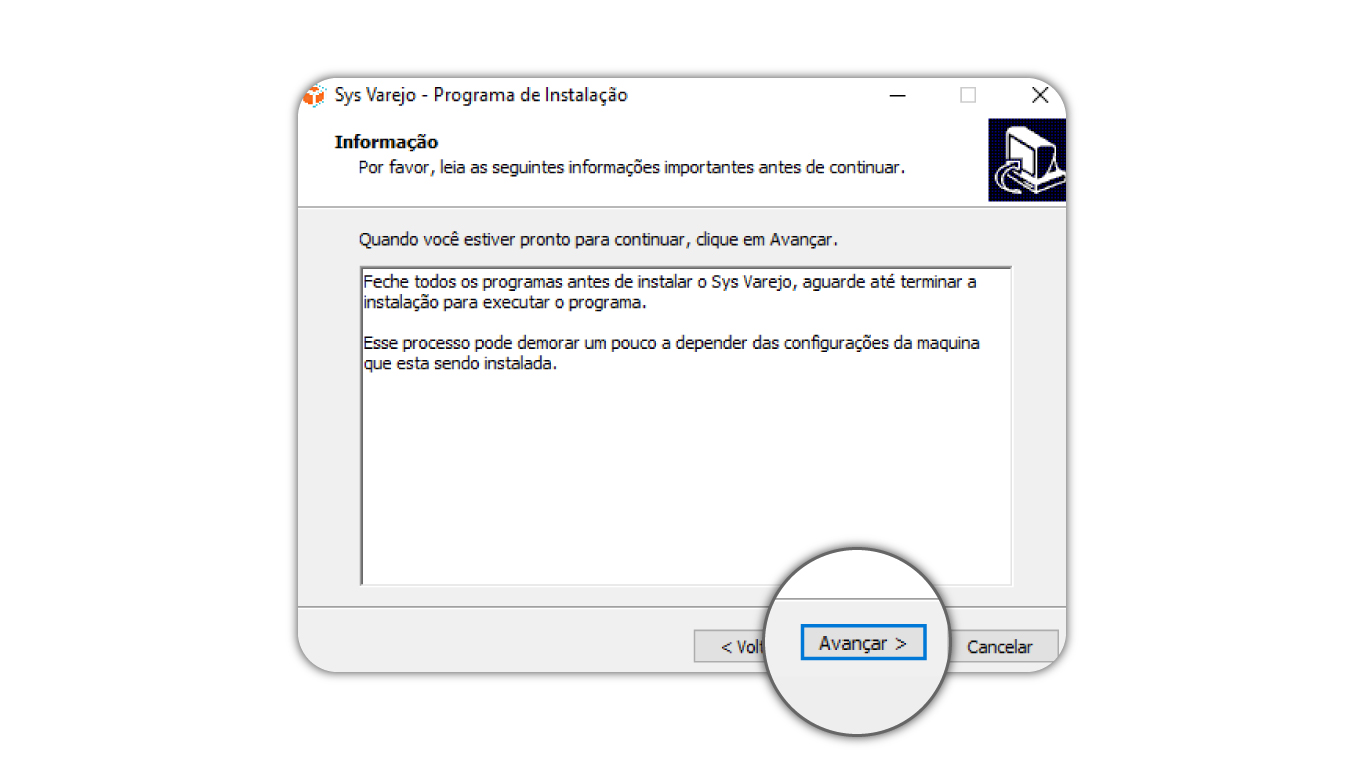 Sys Varejo - Programa de Instalação
Informação
Por favor, leia as seguintes informações importantes antes de continuar.
Quando você estiver pronto para continuar, clique em Avançar.
Feche todos os programas antes de instalar o Sys Varejo, aguarde até terminar a
instalação para executar o programa.
Esse processo pode demorar um pouco a depender das configurações da maquina
que esta sendo instalada.
< Volt
Avançar >
Cancelar